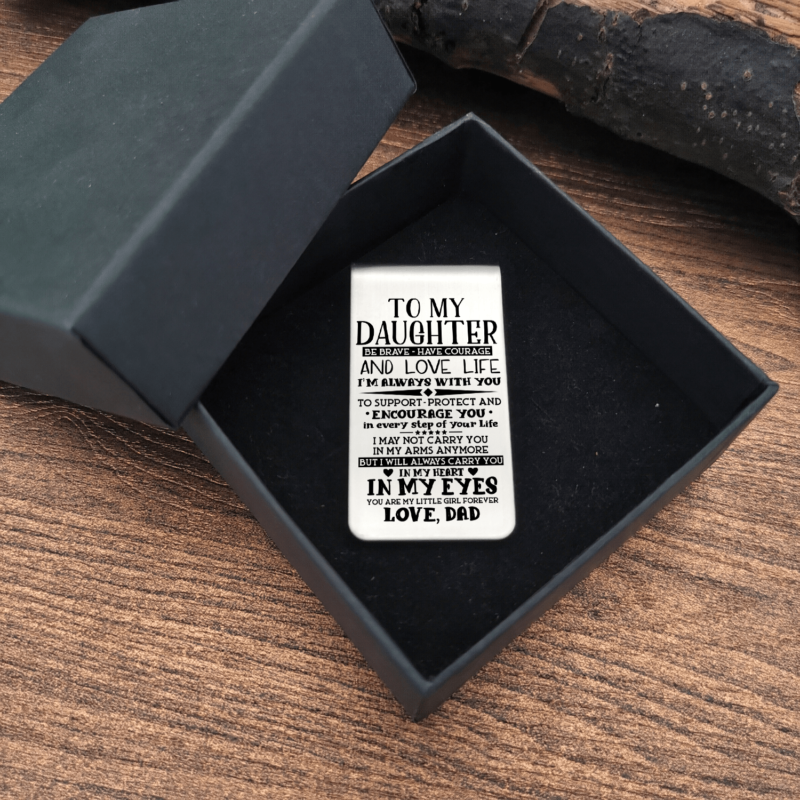 TO MY
DAUGHTER
BE BRAVE - HAVE COURAGE
AND LOVE LIFE
I'M ALWAYS WITH YOU
TO SUPPORT - PROTECT AND
• ENCOURAGE YOU •
in every step of your Life
I MAY NOT CARRY YOU
IN MY ARMS ANYMORE
BUT I WILL ALWAYS CARRY YOU
IN MY HEART
IN MY EYES
YOU ARE MY LITTLE GIRL FOREVER
LOVE, DAD